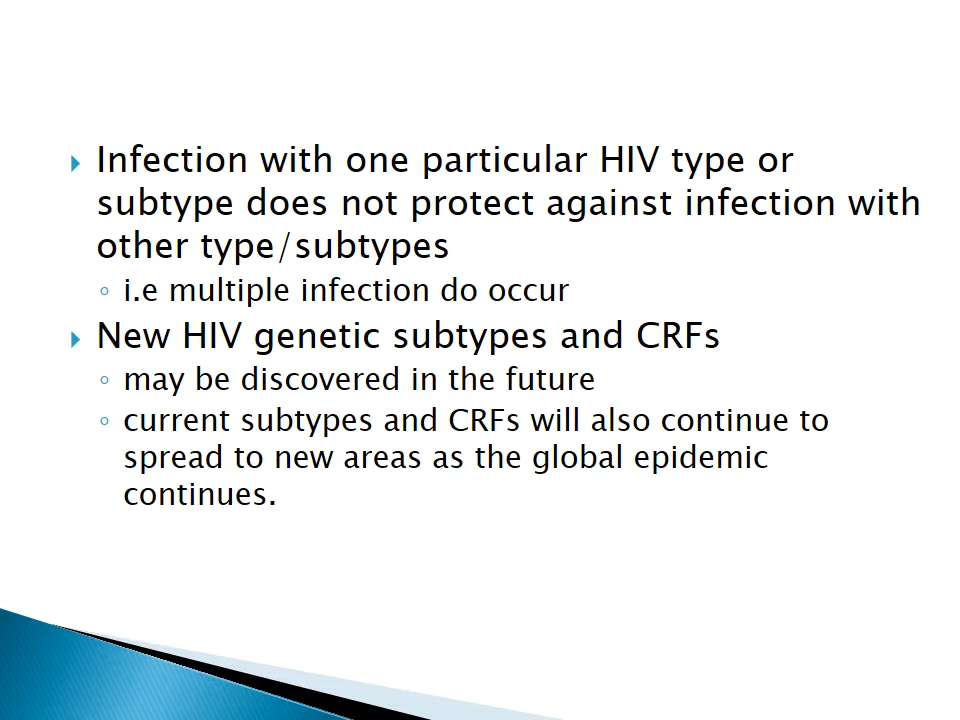 Infection with one particular HIV type or
subtype does not protect against infection with
other type/subtypes
i.e multiple infection do occur
New HIV genetic subtypes and CRFs
may be discovered in the future
current subtypes and CRFs will also continue to
spread to new areas as the global epidemic
continues.